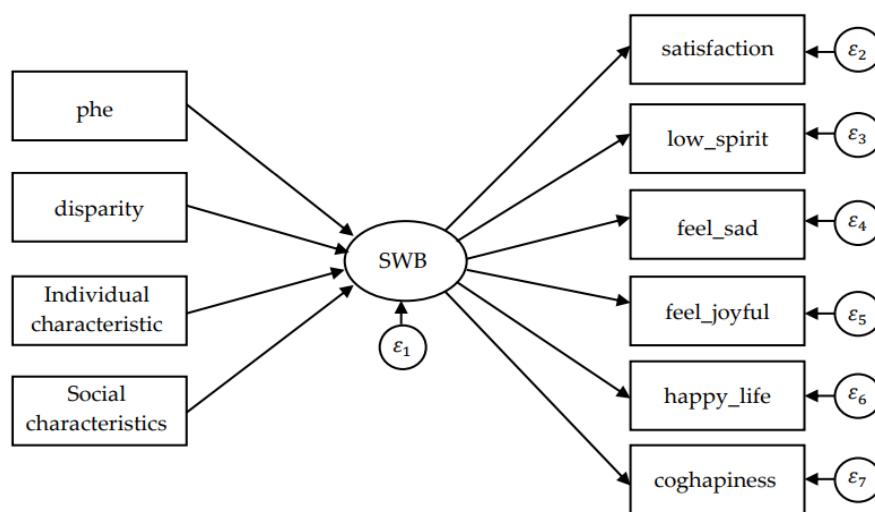 phe
disparity
Individual
characteristic
Social
characteristics
SWB
ε1
satisfaction
ε2
low_spirit
ε3
feel_sad
ε4
feel_joyful
ε5
happy_life
ε6
coghapiness
ε7